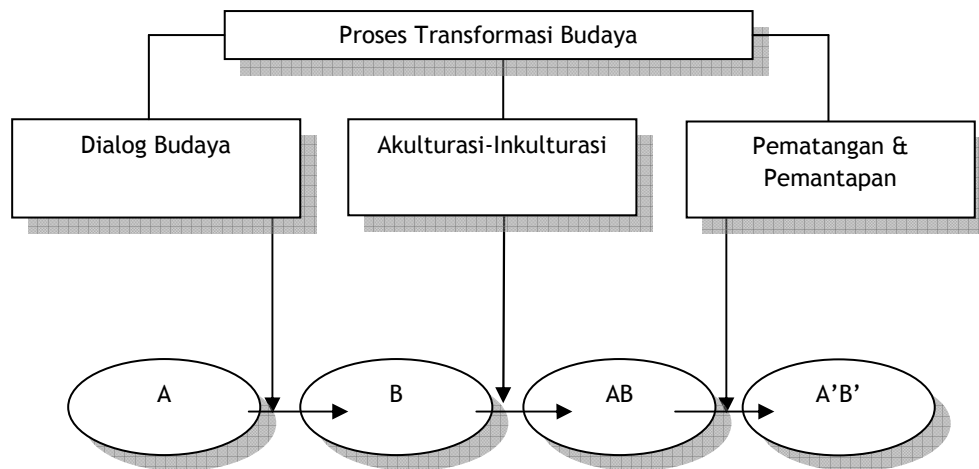 Proses Transformasi Budaya
Dialog Budaya
Akulturasi-Inkulturasi
Pematangan &
Pemantapan
A
B
AB
A’B’